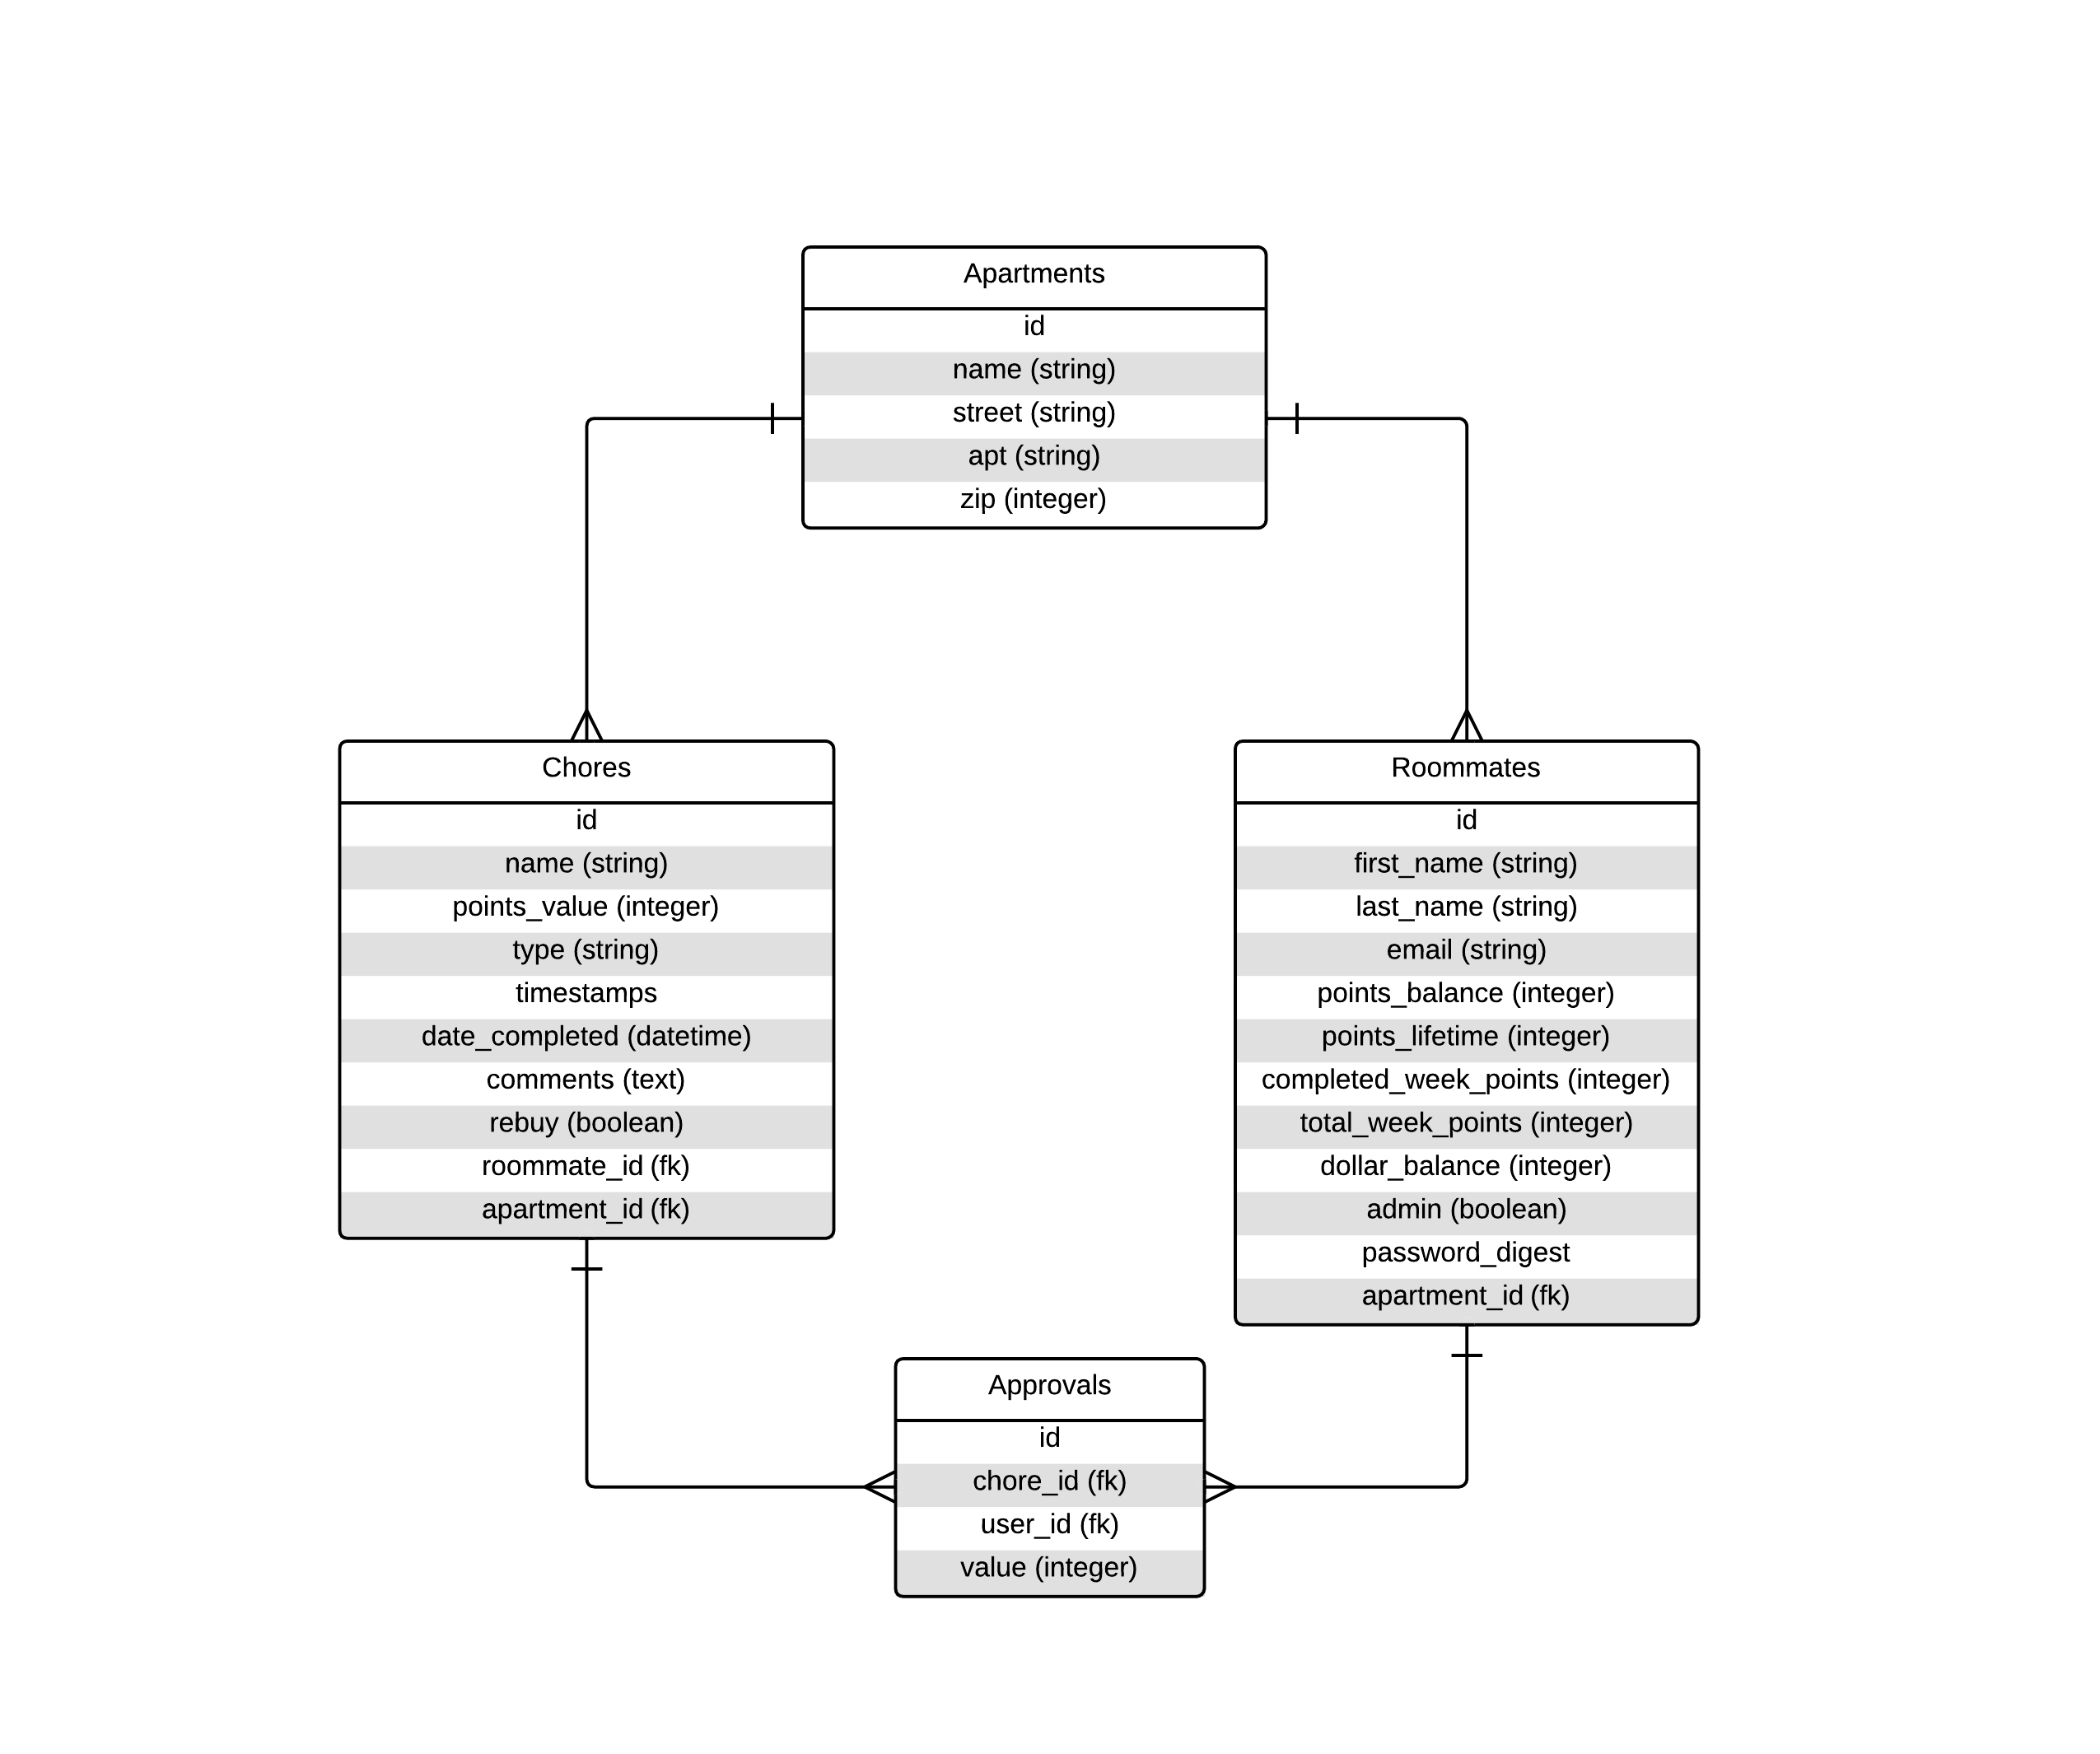 Apartments
id
name (string)
street (string)
apt (string)
zip (integer)
Chores
id
name (string)
points_value (integer)
type (string)
timestamps
date_completed (datetime)
comments (text)
rebuy (boolean)
roommate_id (fk)
apartment_id (fk)
Roommates
id
first_name (string)
last_name (string)
email (string)
points_balance (integer)
points_lifetime (integer)
completed_week_points (integer)
total_week_points (integer)
dollar_balance (integer)
admin (boolean)
password_digest
apartment_id (fk)
Approvals
id
chore_id (fk)
user_id (fk)
value (integer)